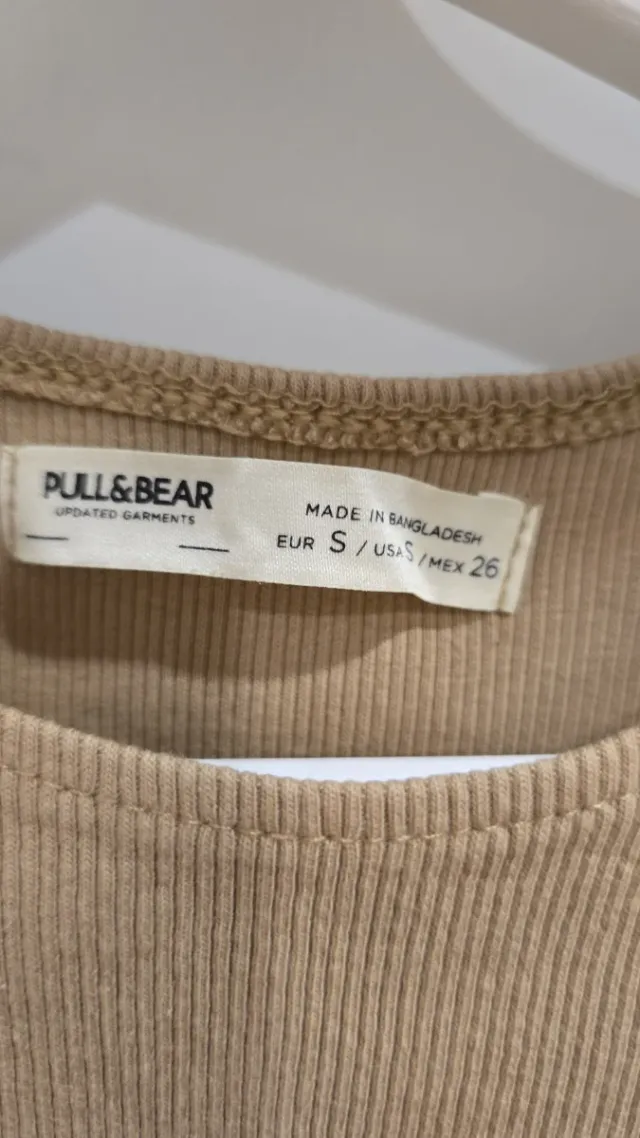 PULL&BEAR
UPDATED GARMENTS
MADE IN BANGLADESH
EUR S / USA S / MEX 26